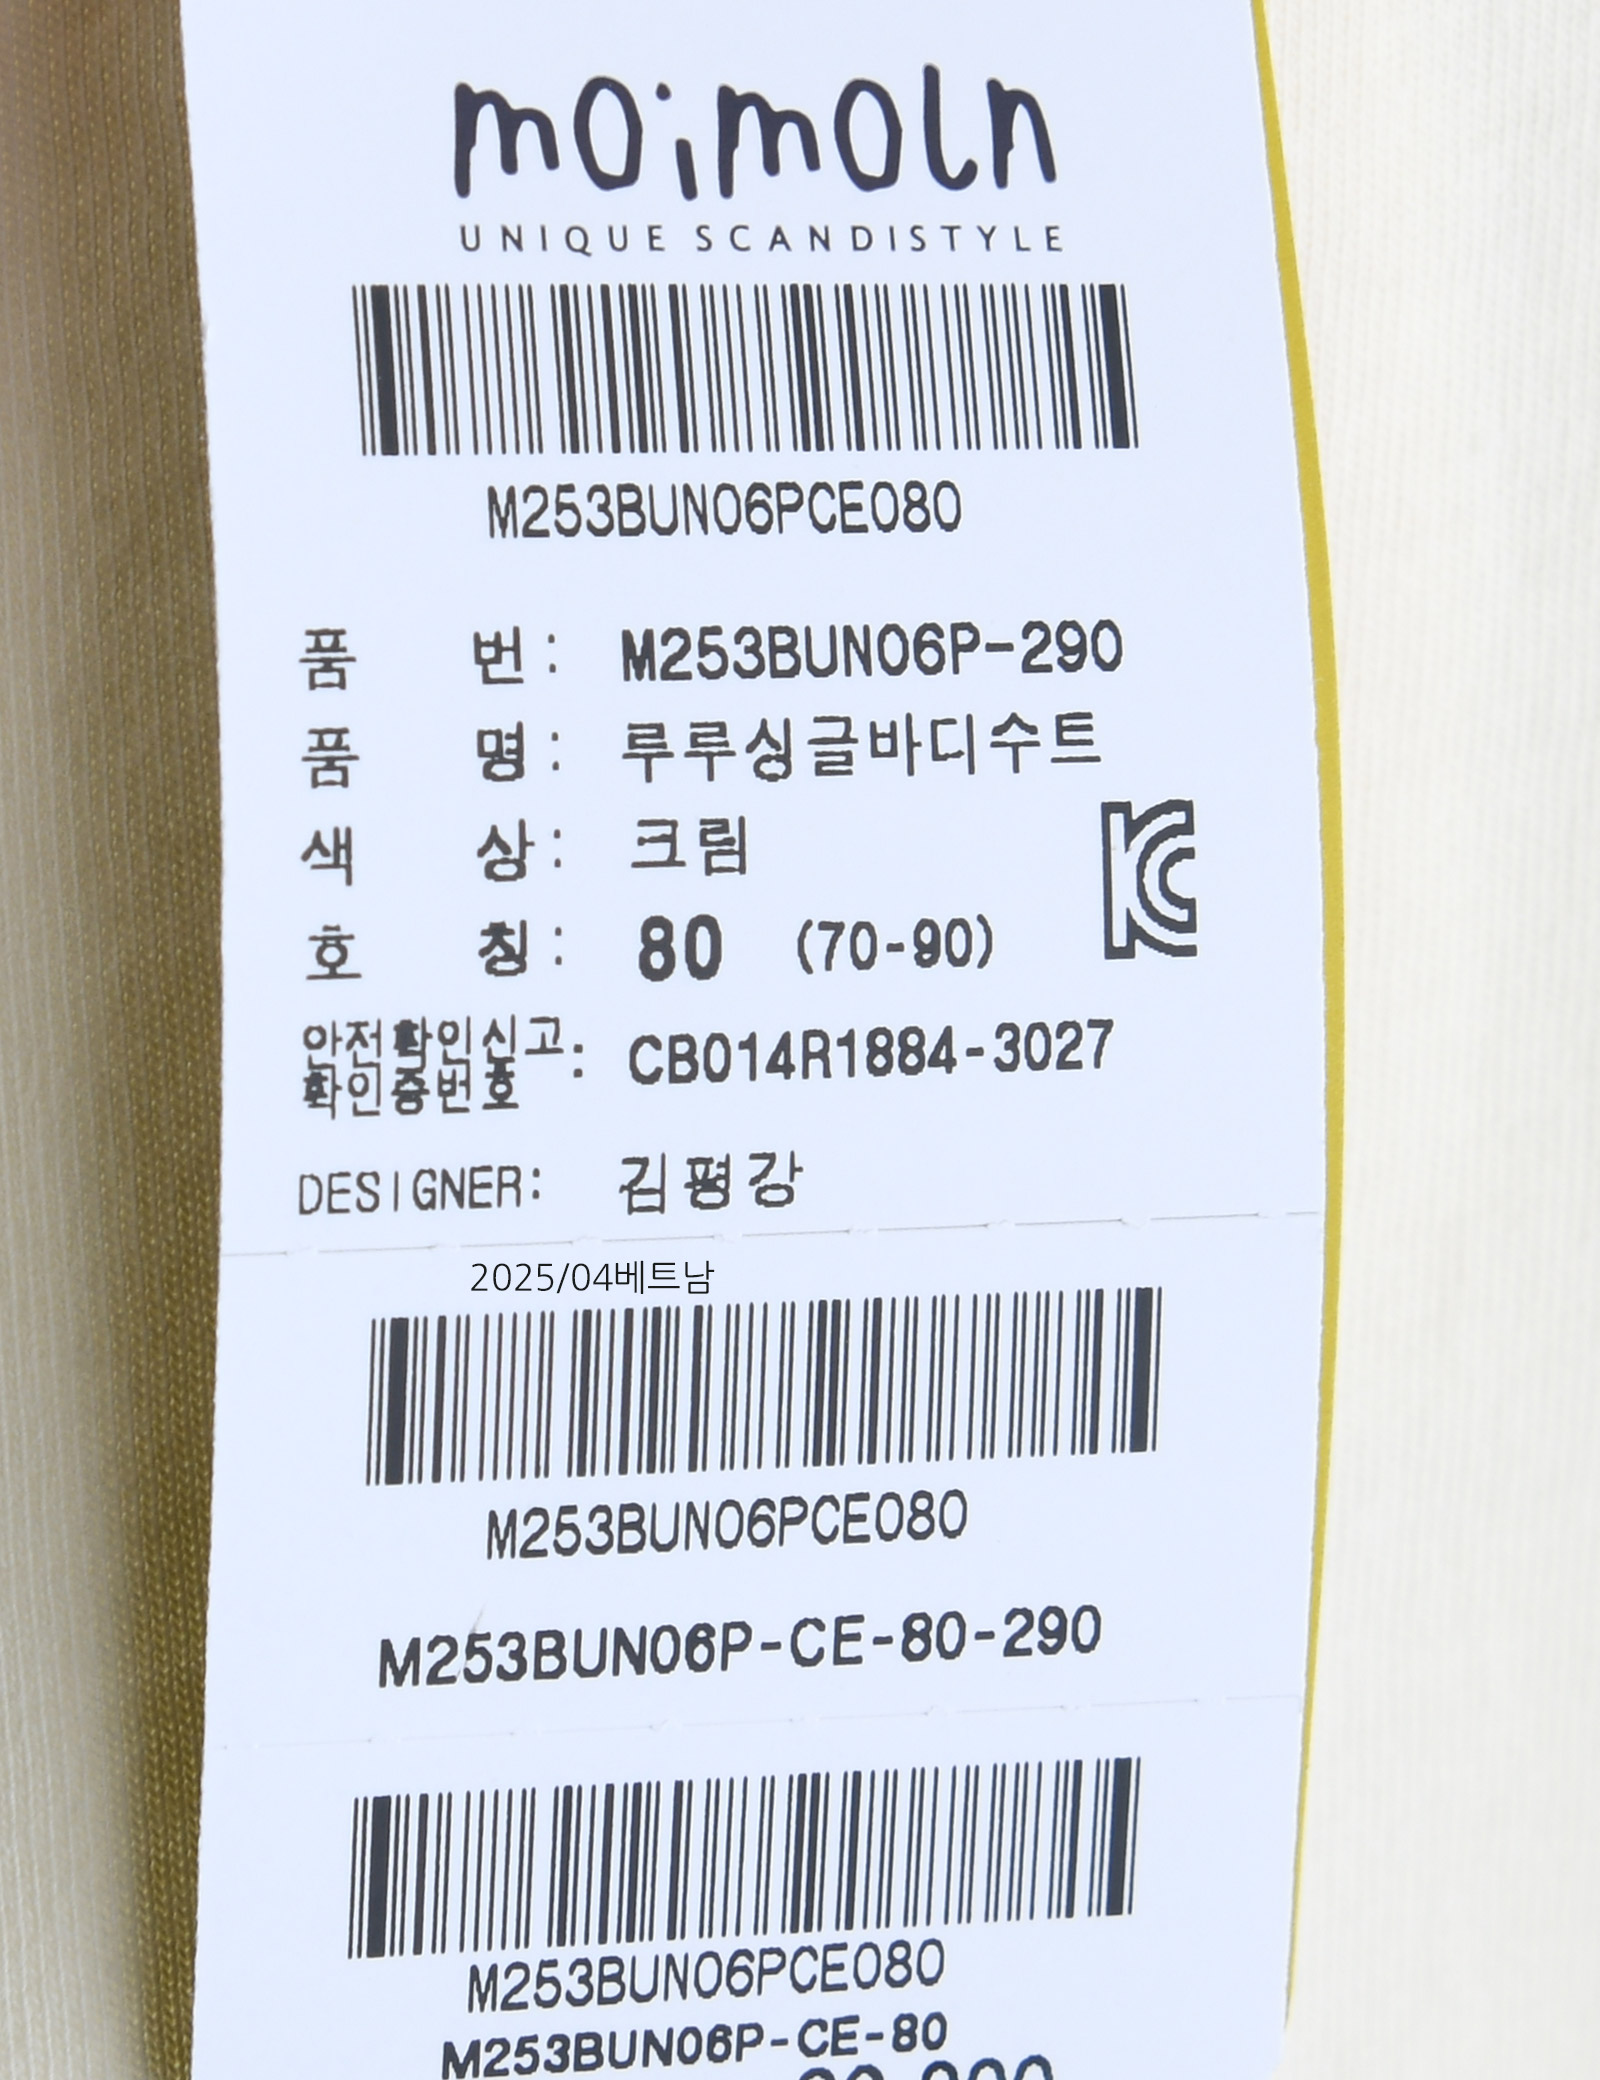 moimoln
UNIQUE SCANDISTYLE
M253BUN06PCE080
품 번 : M253BUN06P-290
품 명 : 루루싱글바디수트
색 상 : 크림
호 칭 : 80 (70-90)
안전확인신고
확인증번호 : CB014R1884-3027
DESIGNER: 김평강
2025/04베트남
M253BUN06PCE080
M253BUN06P-CE-80-290
M253BUN06PCE080
M253BUN06P-CE-80